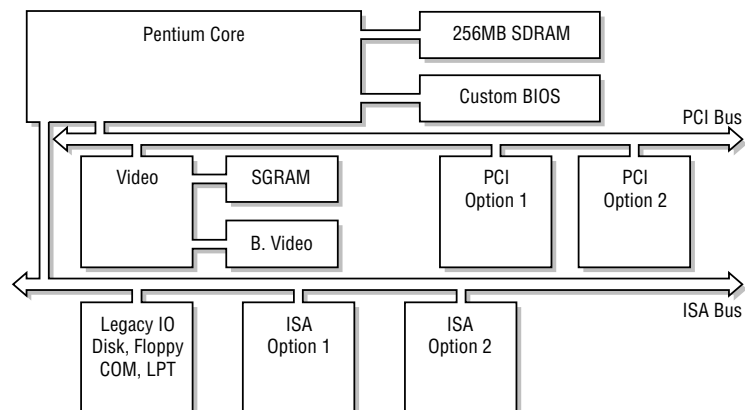 Pentium Core
256MB SDRAM
Custom BIOS
PCI Bus
Video
SGRAM
B. Video
PCI
Option 1
PCI
Option 2
ISA Bus
Legacy IO
Disk, Floppy
COM, LPT
ISA
Option 1
ISA
Option 2